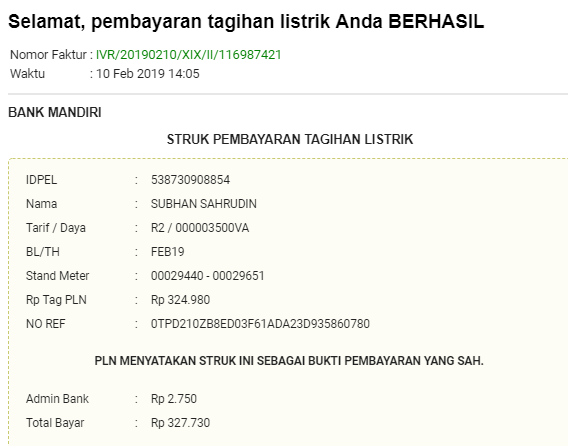 Selamat, pembayaran tagihan listrik Anda BERHASIL
Nomor Faktur : IVR/20190210/XIX/II/116987421
Waktu : 10 Feb 2019 14:05
BANK MANDIRI
STRUK PEMBAYARAN TAGIHAN LISTRIK
IDPEL : 538730908854
Nama : SUBHAN SAHRUDIN
Tarif / Daya : R2 / 000003500VA
BL/TH : FEB19
Stand Meter : 00029440 - 00029651
Rp Tag PLN : Rp 324.980
NO REF : 0TPD210ZB8ED03F61ADA23D935860780
PLN MENYATAKAN STRUK INI SEBAGAI BUKTI PEMBAYARAN YANG SAH.
Admin Bank : Rp 2.750
Total Bayar : Rp 327.730